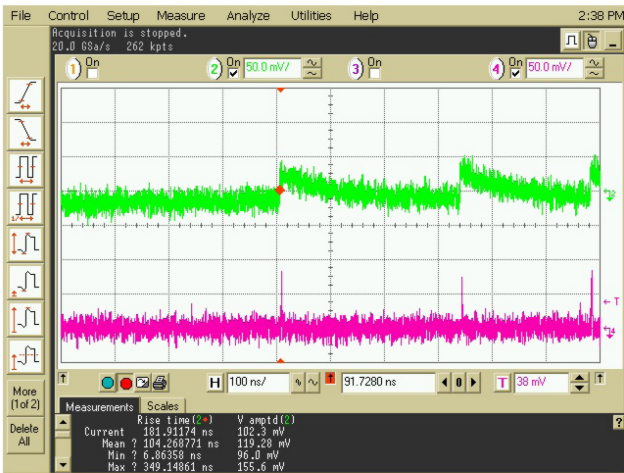 File Control Setup Measure Analyze Utilities Help 2:38 PM
Acquisition is stopped.
20.0 GSa/s 262 kpts
1 On 2 On 50.0 mV/ 3 On 4 On 50.0 mV/
2
T
4
More
(1of 2)
Delete
All
H 100 ns/ 91.7280 ns 0 T 38 mV
Measurements Scales
Rise time(2) V amptd(2)
Current 181.91174 ns 102.3 mV
Mean ? 104.268771 ns 119.28 mV
Min ? 6.86358 ns 96.0 mV
Max ? 349.14861 ns 155.6 mV
?